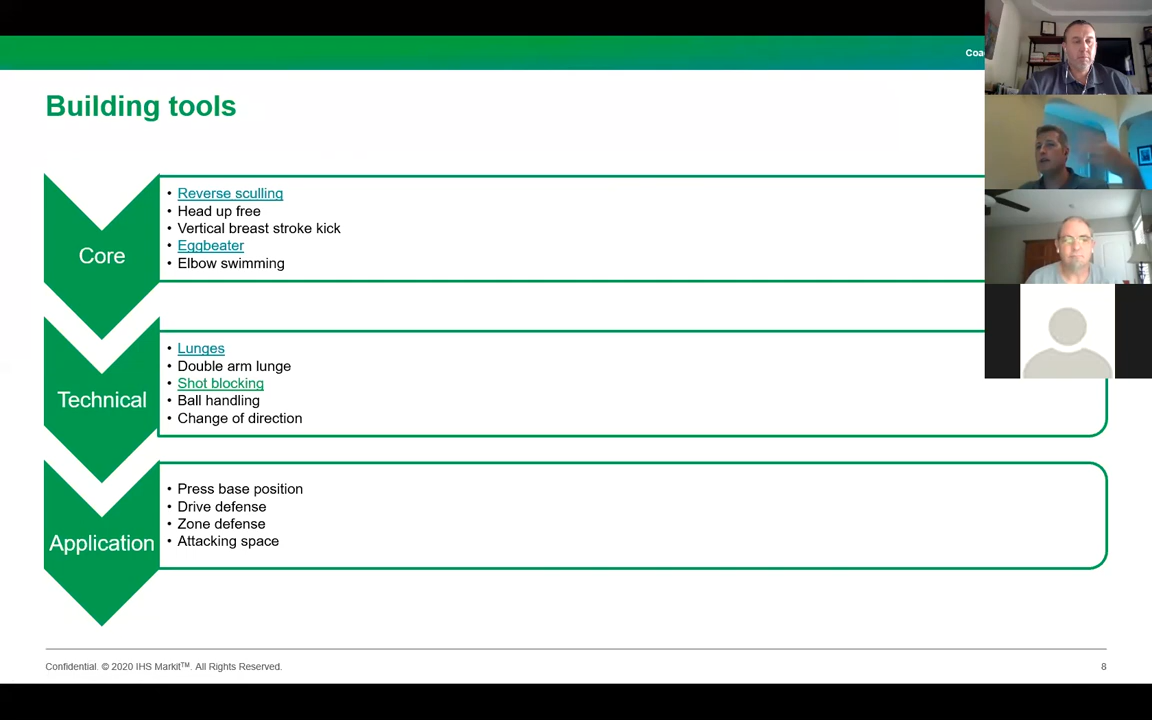 Building tools
Core
• Reverse sculling
• Head up free
• Vertical breast stroke kick
• Eggbeater
• Elbow swimming
Technical
• Lunges
• Double arm lunge
• Shot blocking
• Ball handling
• Change of direction
Application
• Press base position
• Drive defense
• Zone defense
• Attacking space
Confidential. © 2020 IHS Markit™. All Rights Reserved.
8